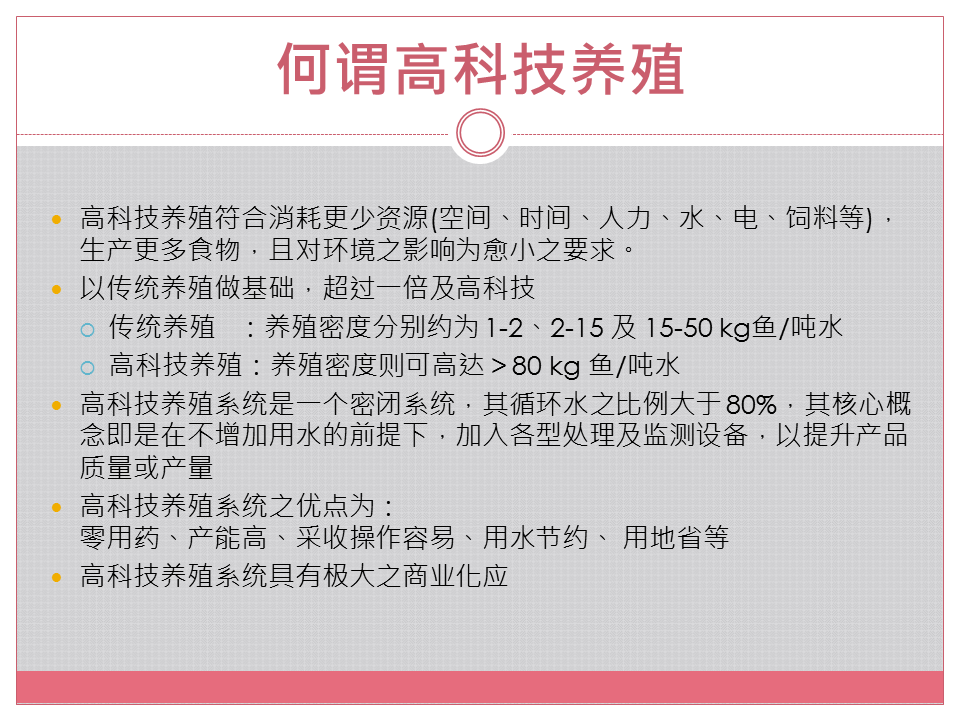 何谓高科技养殖
高科技养殖符合消耗更少资源(空间、时间、人力、水、电、饲料等)，
生产更多食物，且对环境之影响为愈小之要求。
以传统养殖做基础，超过一倍及高科技
传统养殖　：养殖密度分别约为 1-2、2-15 及 15-50 kg鱼/吨水
高科技养殖：养殖密度则可高达＞80 kg 鱼/吨水
高科技养殖系统是一个密闭系统，其循环水之比例大于 80%，其核心概
念即是在不增加用水的前提下，加入各型处理及监测设备，以提升产品
质量或产量
高科技养殖系统之优点为：
零用药、产能高、采收操作容易、用水节约、 用地省等
高科技养殖系统具有极大之商业化应